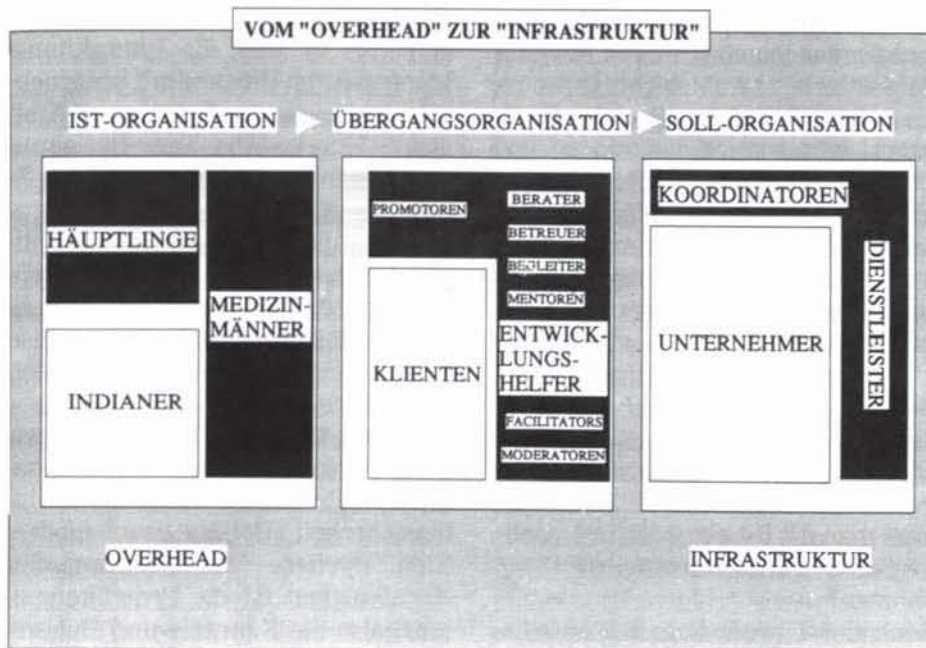 VOM "OVERHEAD" ZUR "INFRASTRUKTUR"
IST-ORGANISATION
ÜBERGANGSORGANISATION
SOLL-ORGANISATION
HÄUPTLINGE
INDIANER
MEDIZIN-
MÄNNER
PROMOTOREN
KLIENTEN
BERATER
BETREUER
BEGLEITER
MENTOREN
ENTWICK-
LUNGS-
HELFER
FACILITATORS
MODERATOREN
KOORDINATOREN
UNTERNEHMER
DIENSTLEISTER
OVERHEAD
INFRASTRUKTUR